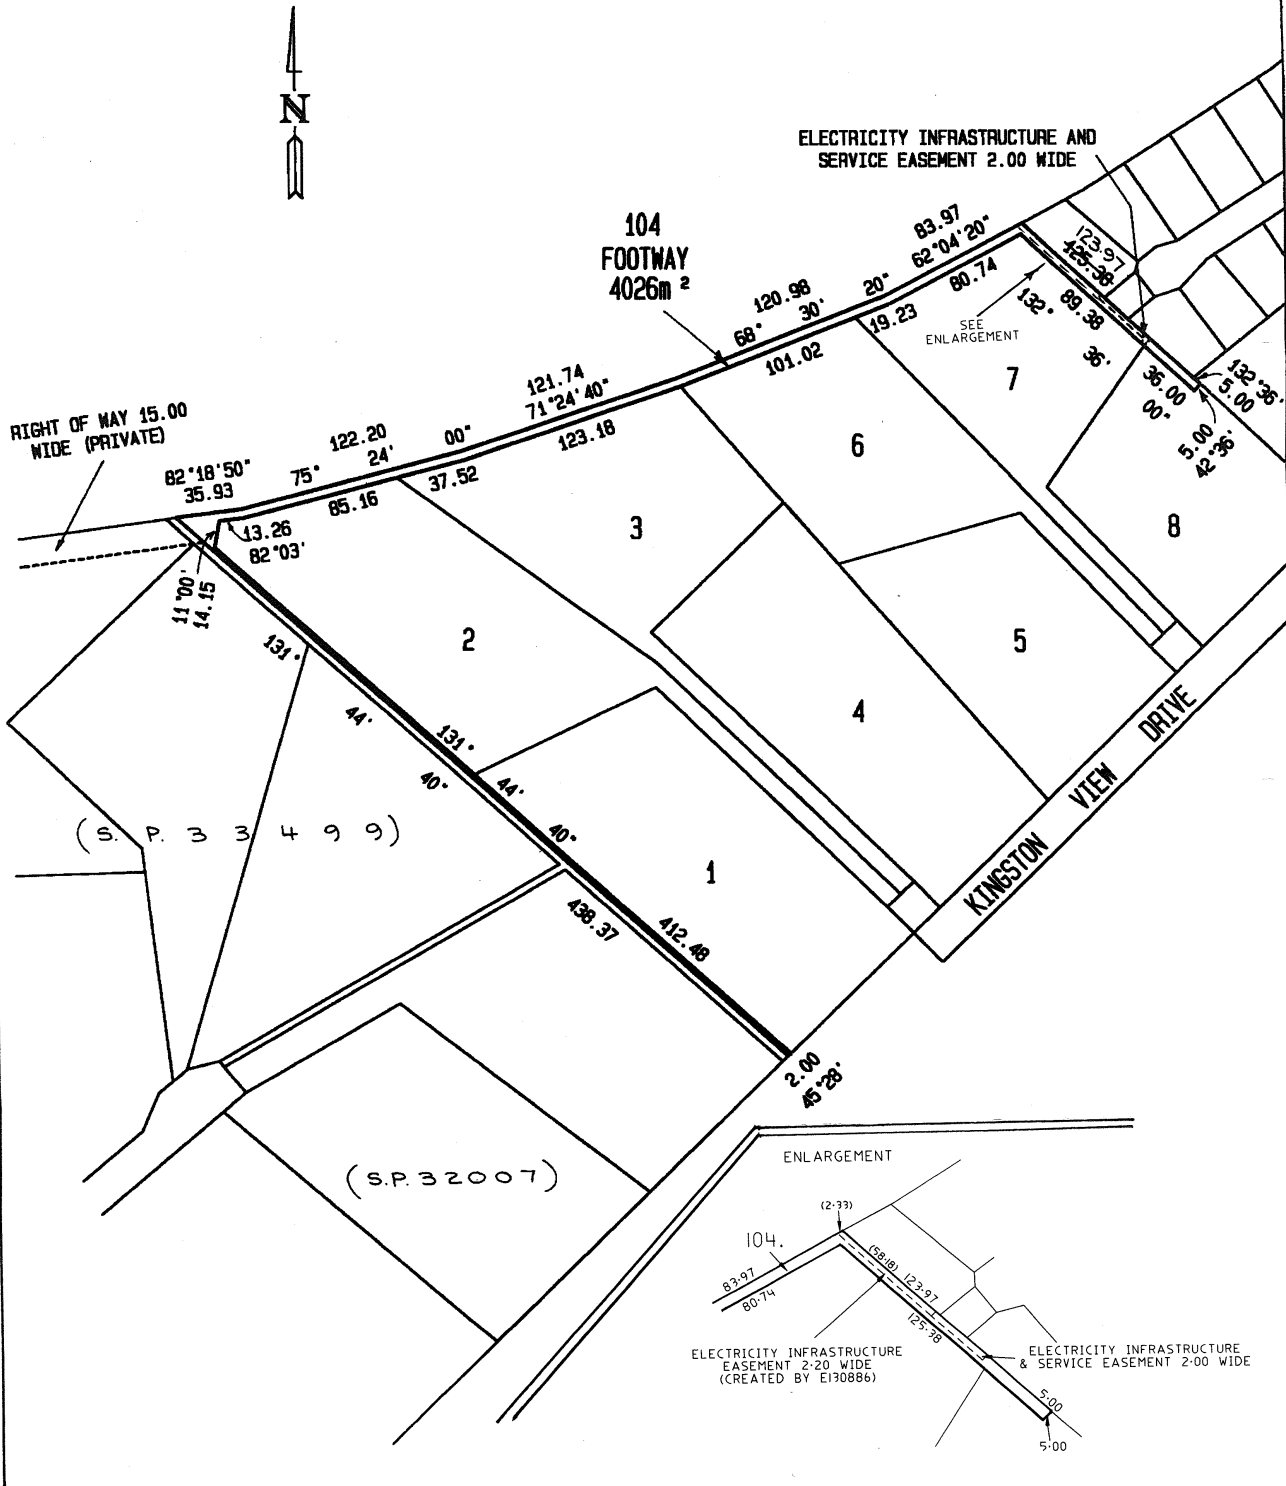 N
ELECTRICITY INFRASTRUCTURE AND
SERVICE EASEMENT 2.00 WIDE
104
FOOTWAY
4026m²
83.97
62°04'20"
80.74
123.97
425.38
89.38
132° 36' 00"
36.00
132°36'
5.00
5.00
42°36'
SEE
ENLARGEMENT
120.98
68° 30' 20"
19.23
101.02
121.74
71°24'40"
123.18
122.20
75° 24' 00"
37.52
85.16
RIGHT OF WAY 15.00
WIDE (PRIVATE)
82°18'50"
35.93
13.26
82°03'
11°00'
14.15
7
6
3
8
2
5
4
1
131° 44' 40"
131° 44' 40"
438.37
412.48
KINGSTON VIEW DRIVE
(S. P. 3 3 4 9 9)
2.00
45°28'
(S.P. 32007)
ENLARGEMENT
(2·33)
104.
83·97
80·74
(58·18) 123·97
125·38
ELECTRICITY INFRASTRUCTURE
EASEMENT 2·20 WIDE
(CREATED BY E130886)
ELECTRICITY INFRASTRUCTURE
& SERVICE EASEMENT 2·00 WIDE
5·00
5·00